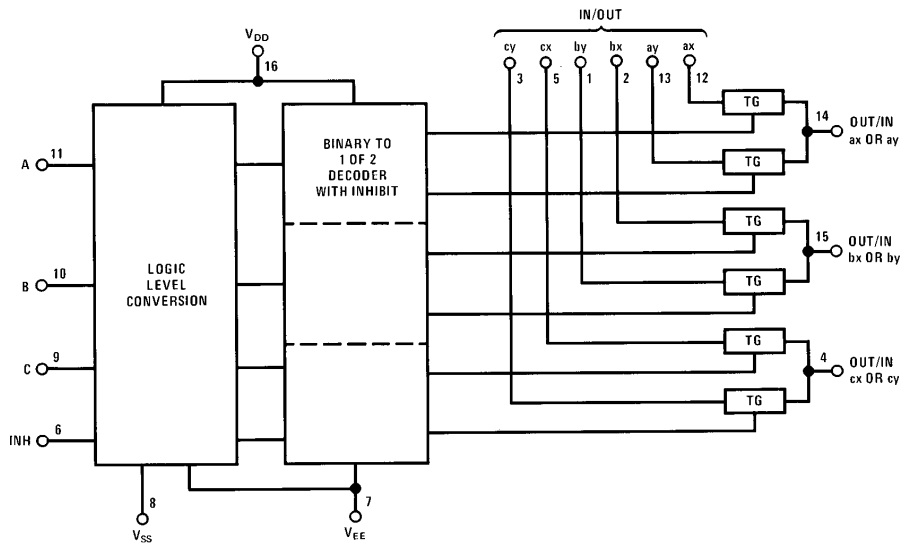 IN/OUT
V_DD
cy cx by bx ay ax
16
3 5 1 2 13 12
TG
14
OUT/IN
ax OR ay
A 11
BINARY TO
1 OF 2
DECODER
WITH INHIBIT
TG
TG
15
OUT/IN
bx OR by
B 10
LOGIC
LEVEL
CONVERSION
TG
TG
4
OUT/IN
cx OR cy
C 9
TG
INH 6
8
7
V_SS
V_EE